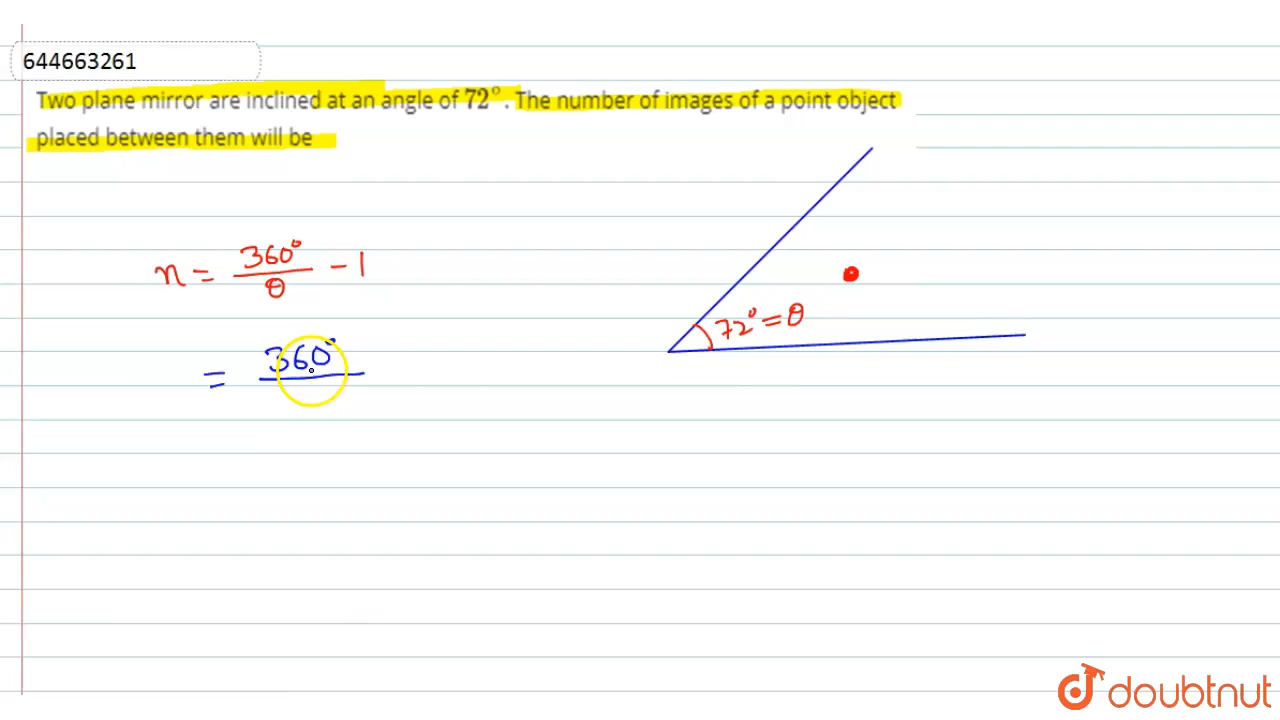 644663261
Two plane mirror are inclined at an angle of 72°. The number of images of a point object
placed between them will be
n = 360°/θ - 1
72° = θ
= 360°
doubtnut